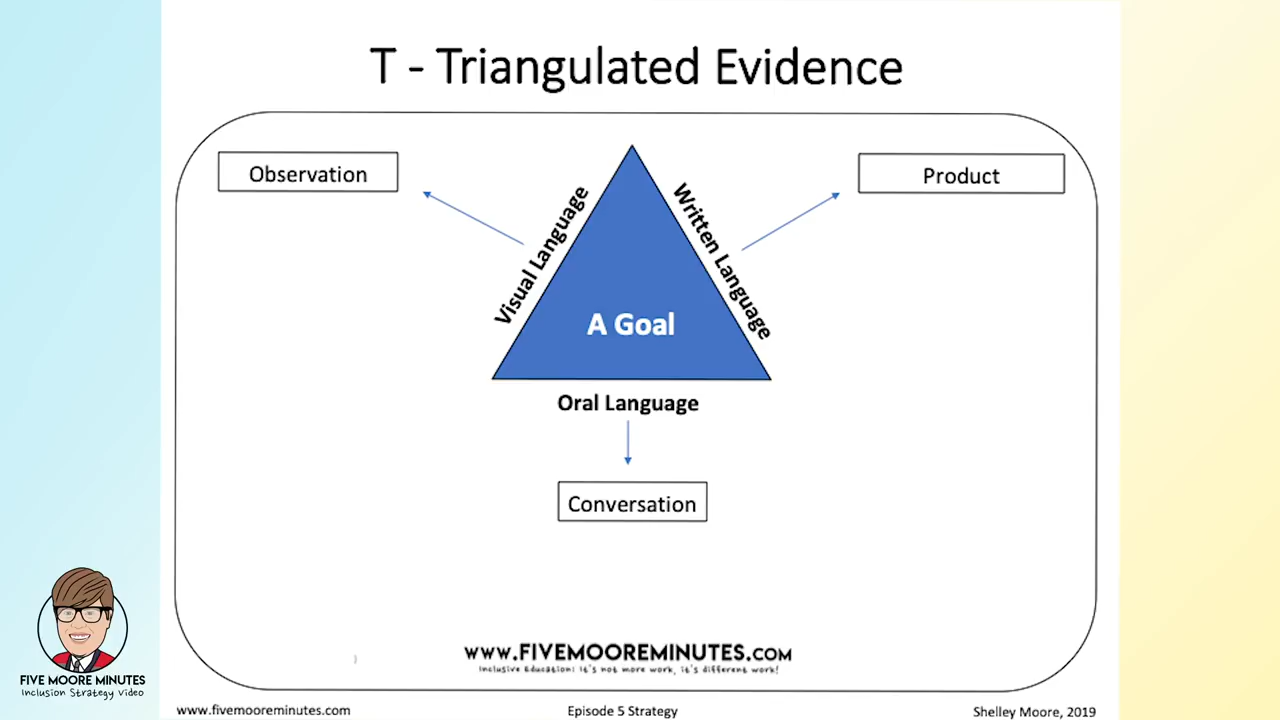 T - Triangulated Evidence
Observation
Product
Visual Language
Written Language
A Goal
Oral Language
Conversation
WWW.FIVEMOOREMINUTES.COM
Inclusive Education: it's not more work, it's different work!
FIVE MOORE MINUTES
Inclusion Strategy Video
www.fivemooreminutes.com
Episode 5 Strategy
Shelley Moore, 2019